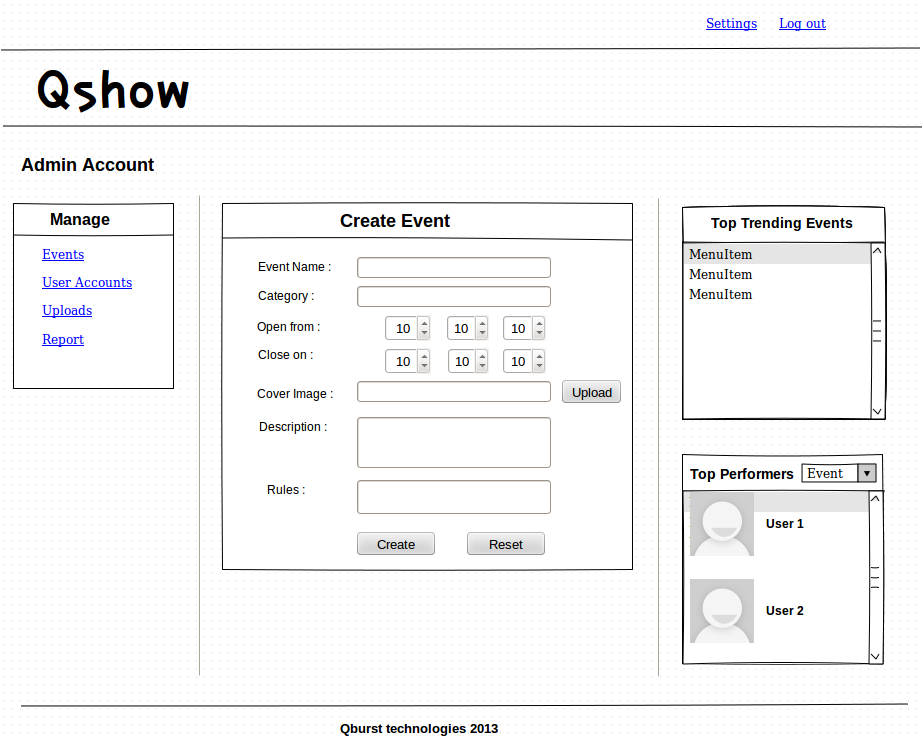 Settings Log out
Qshow
Admin Account
Manage
Events
User Accounts
Uploads
Report
Create Event
Event Name :
Category :
Open from : 10 10 10
Close on : 10 10 10
Cover Image : Upload
Description :
Rules :
Create Reset
Top Trending Events
MenuItem
MenuItem
MenuItem
Top Performers Event
User 1
User 2
Qburst technologies 2013